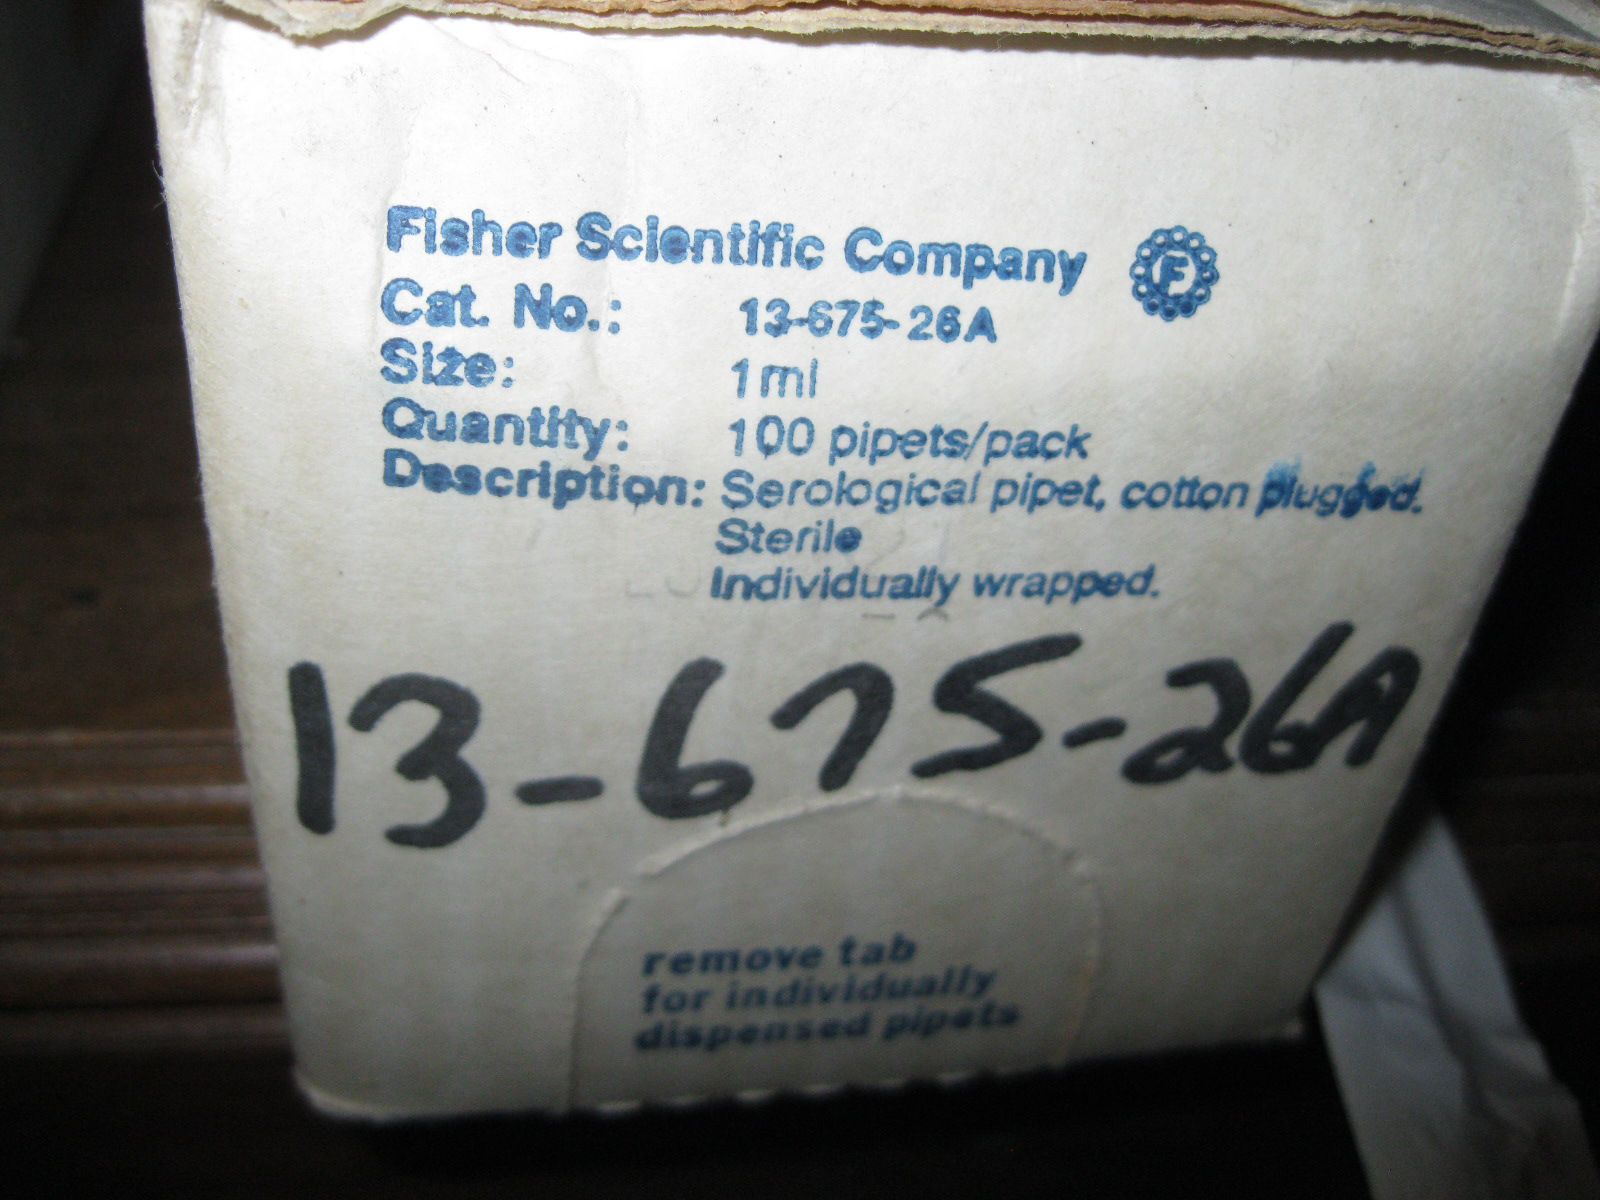 Fisher Scientific Company F
Cat. No.: 13-675-26A
Size: 1ml
Quantity: 100 pipets/pack
Description: Serological pipet, cotton plugged.
Sterile
Individually wrapped.
13-675-26A
remove tab
for individually
dispensed pipets